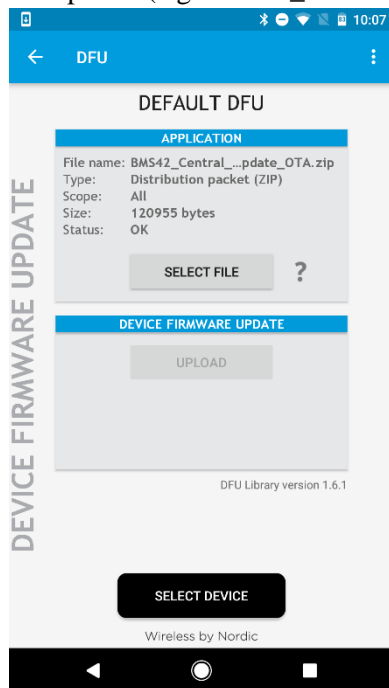 10:07
DFU
DEFAULT DFU
APPLICATION
File name: BMS42_Central_...pdate_OTA.zip
Type: Distribution packet (ZIP)
Scope: All
Size: 120955 bytes
Status: OK
SELECT FILE ?
DEVICE FIRMWARE UPDATE
UPLOAD
DFU Library version 1.6.1
DEVICE FIRMWARE UPDATE
SELECT DEVICE
Wireless by Nordic